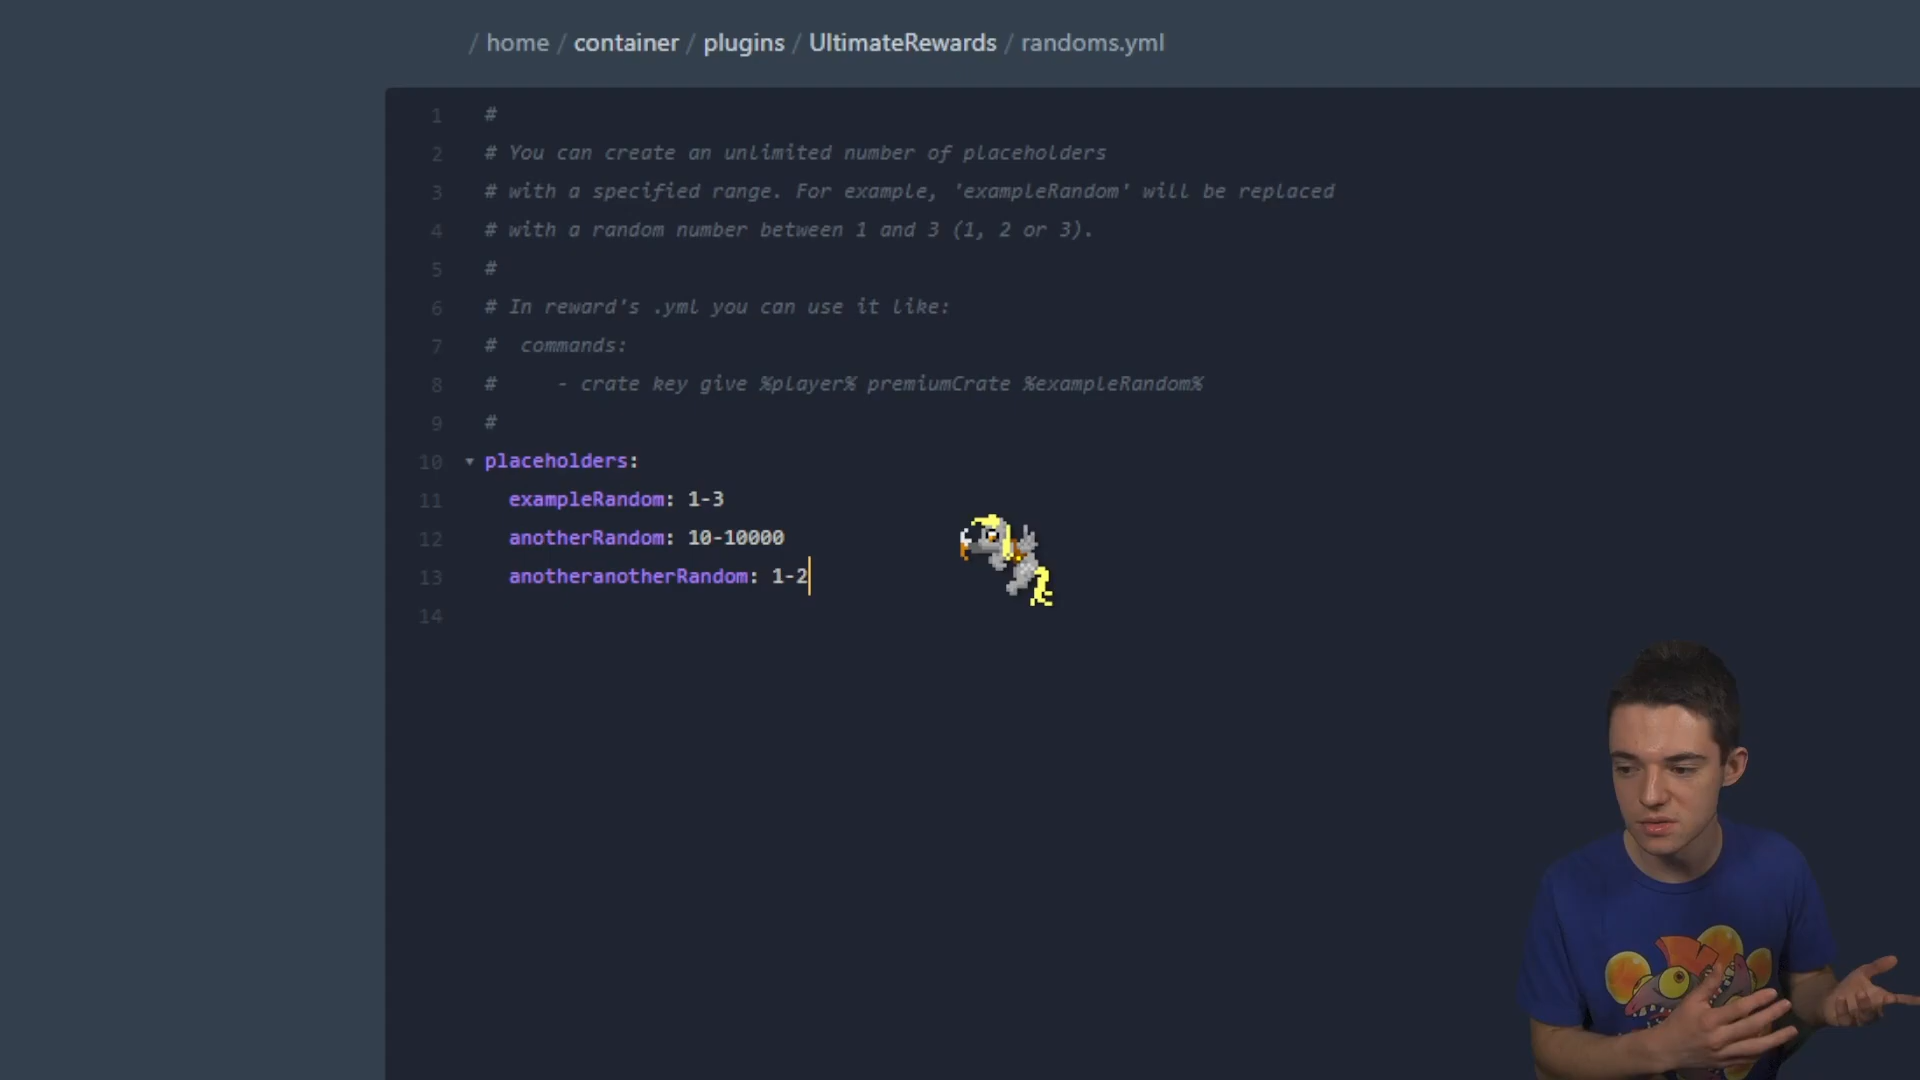 / home / container / plugins / UltimateRewards / randoms.yml
1 #
2 # You can create an unlimited number of placeholders
3 # with a specified range. For example, 'exampleRandom' will be replaced
4 # with a random number between 1 and 3 (1, 2 or 3).
5 #
6 # In reward's .yml you can use it like:
7 #  commands:
8 #     - crate key give %player% premiumCrate %exampleRandom%
9 #
10 placeholders:
11   exampleRandom: 1-3
12   anotherRandom: 10-10000
13   anotheranotherRandom: 1-2
14